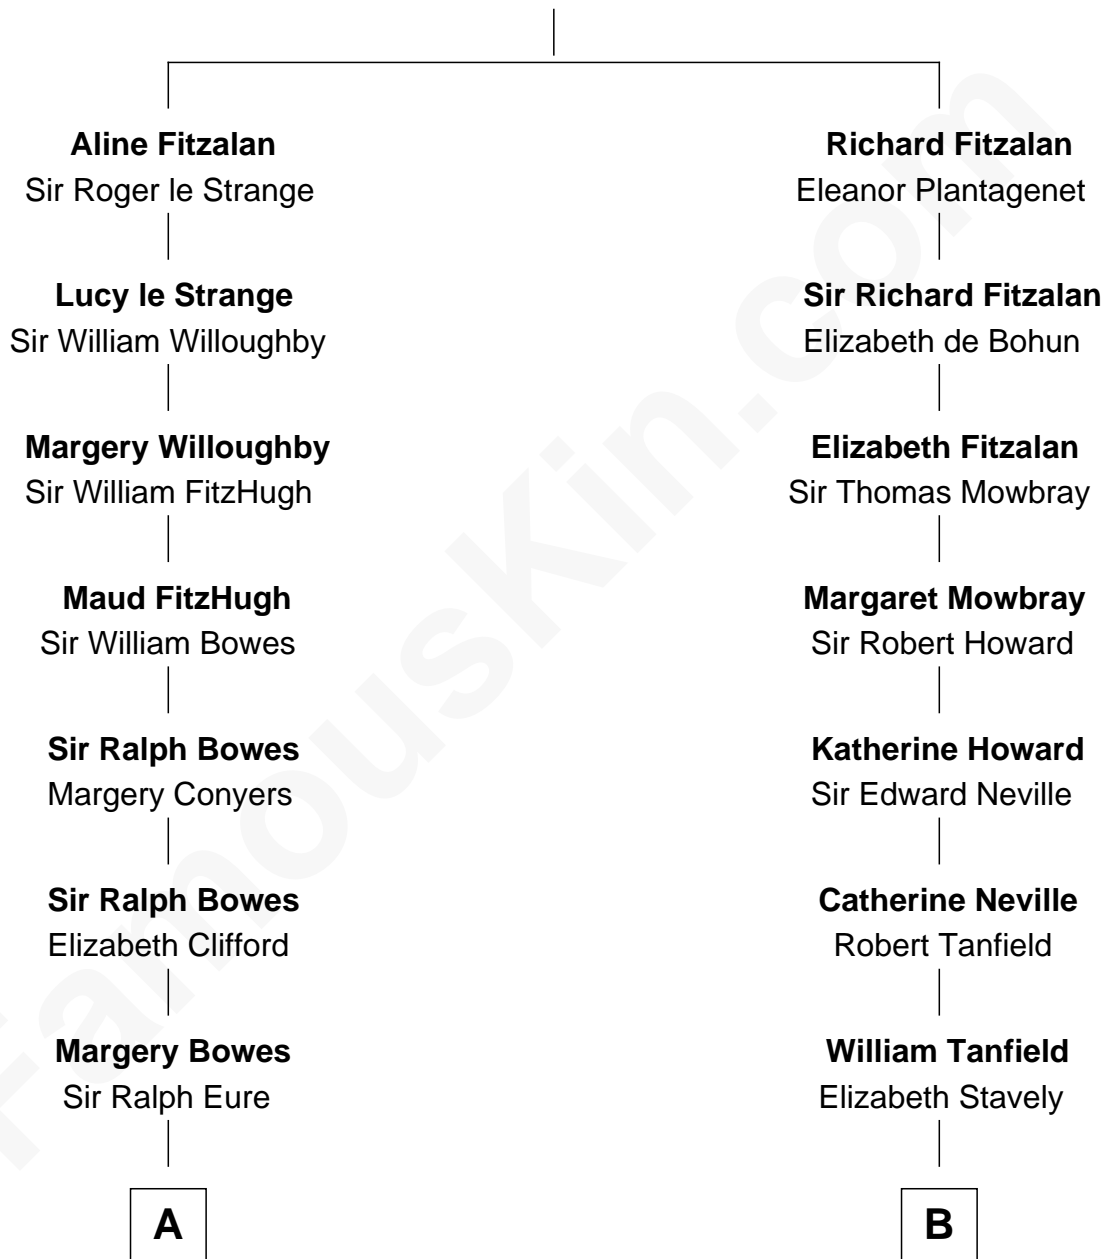 Aline Fitzalan
Sir Roger le Strange
Lucy le Strange
Sir William Willoughby
Margery Willoughby
Sir William FitzHugh
Maud FitzHugh
Sir William Bowes
Sir Ralph Bowes
Margery Conyers
Sir Ralph Bowes
Elizabeth Clifford
Margery Bowes
Sir Ralph Eure
A
Richard Fitzalan
Eleanor Plantagenet
Sir Richard Fitzalan
Elizabeth de Bohun
Elizabeth Fitzalan
Sir Thomas Mowbray
Margaret Mowbray
Sir Robert Howard
Katherine Howard
Sir Edward Neville
Catherine Neville
Robert Tanfield
William Tanfield
Elizabeth Stavely
B
FamousKin.com